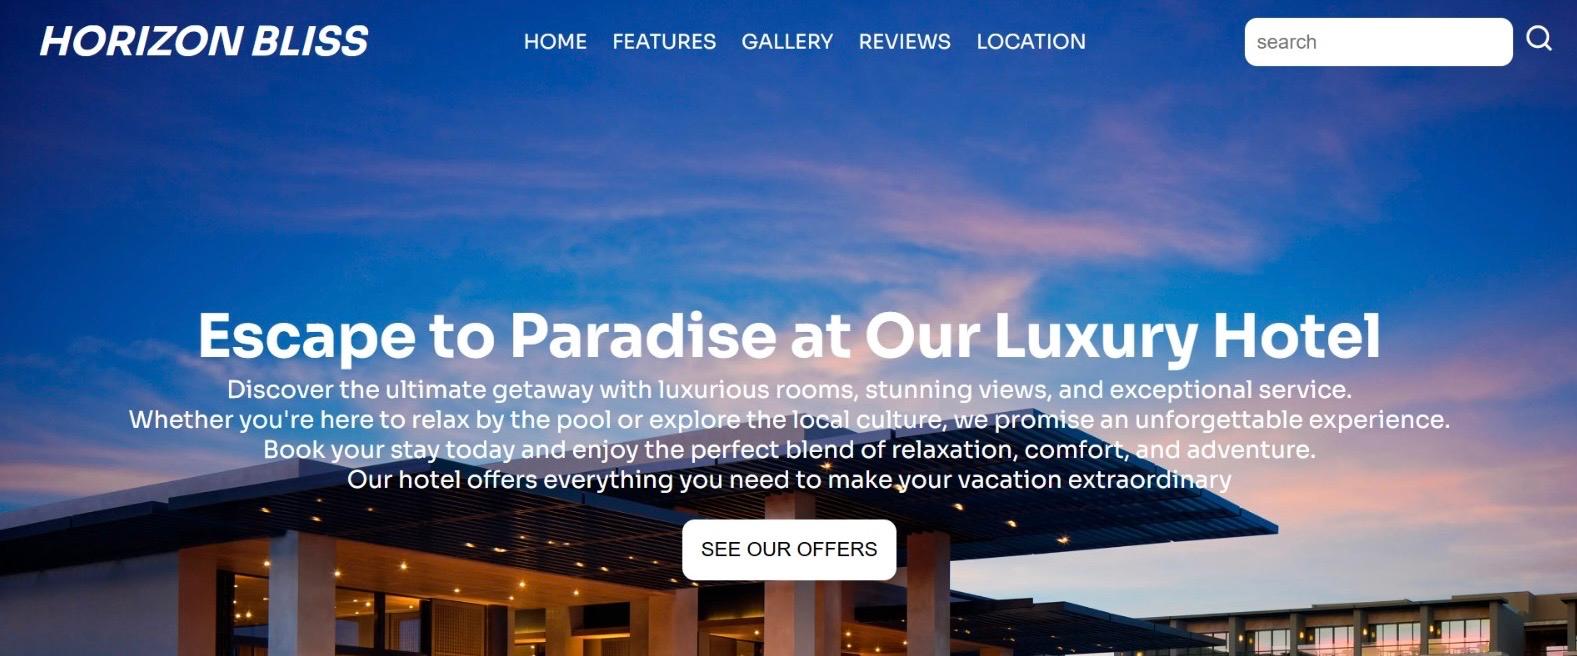 HORIZON BLISS
HOME FEATURES GALLERY REVIEWS LOCATION
search
Escape to Paradise at Our Luxury Hotel
Discover the ultimate getaway with luxurious rooms, stunning views, and exceptional service.
Whether you're here to relax by the pool or explore the local culture, we promise an unforgettable experience.
Book your stay today and enjoy the perfect blend of relaxation, comfort, and adventure.
Our hotel offers everything you need to make your vacation extraordinary
SEE OUR OFFERS